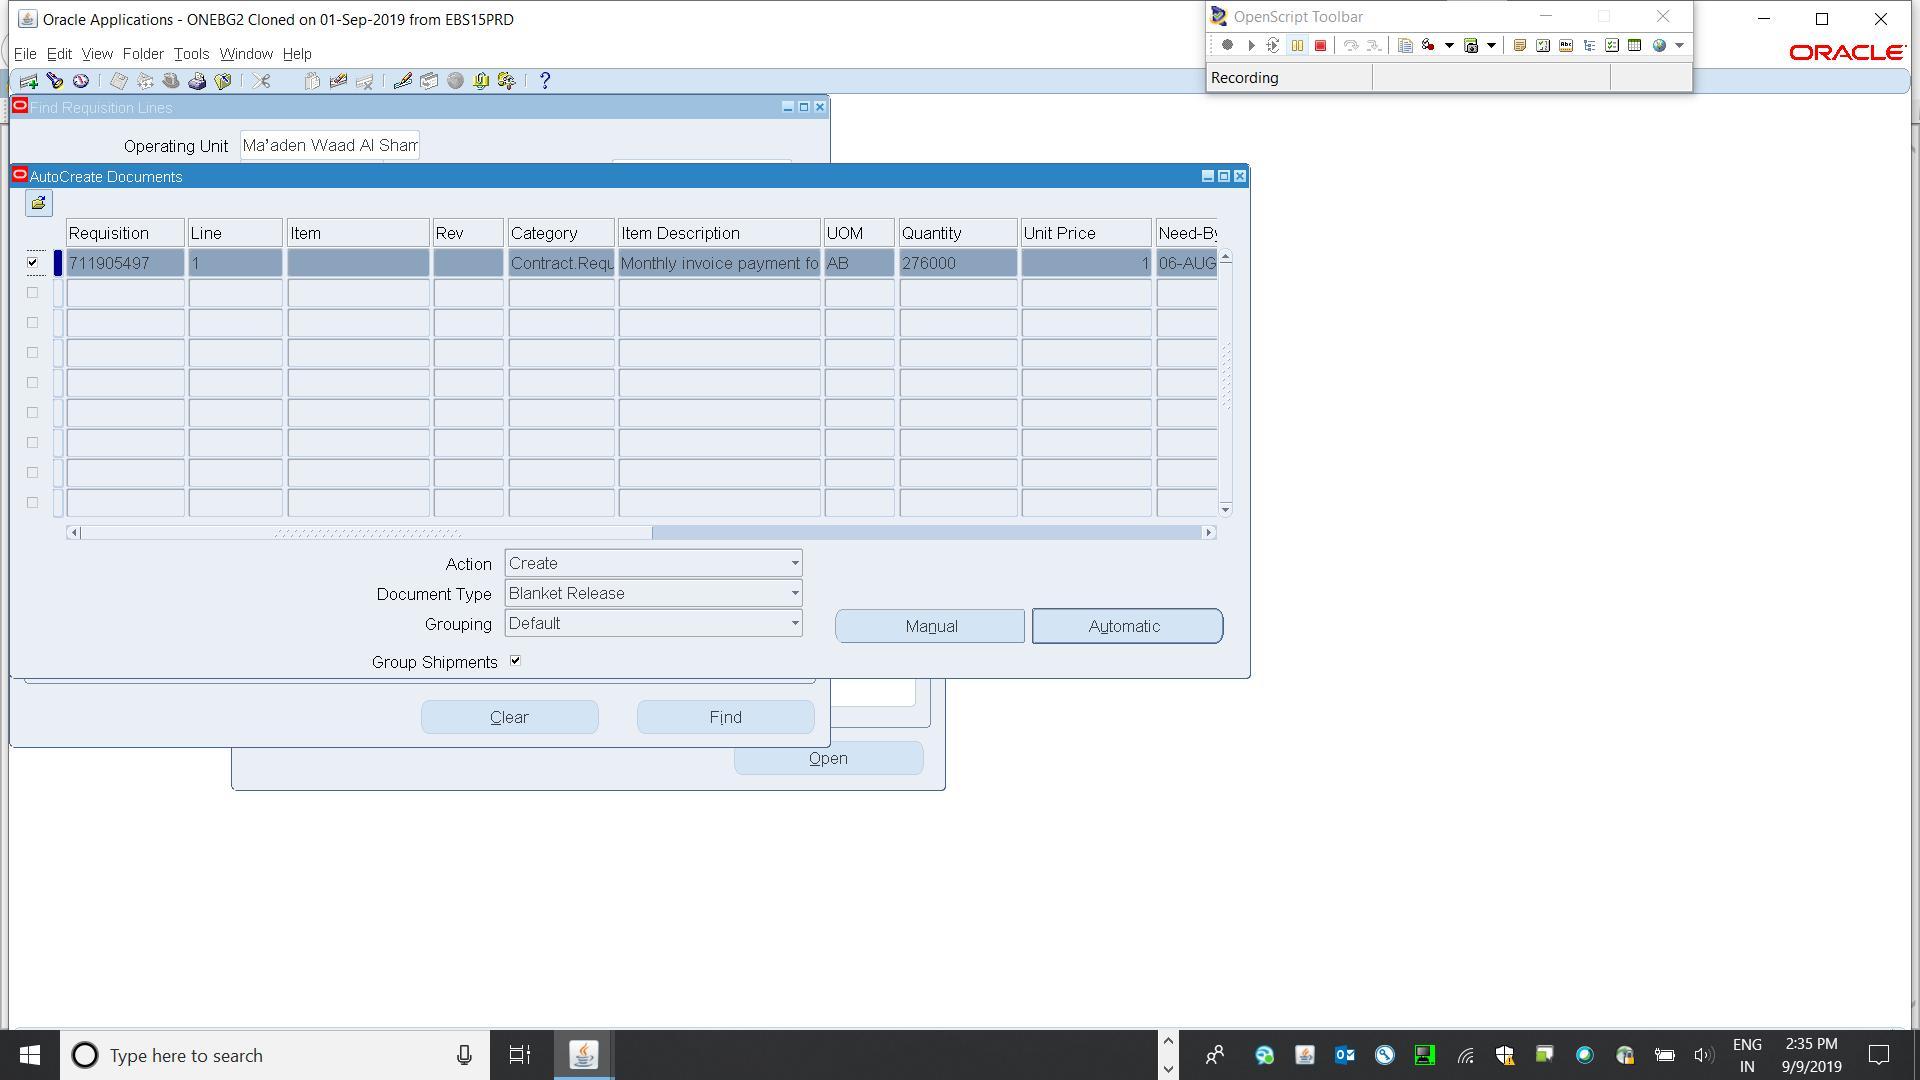 Oracle Applications - ONEBG2 Cloned on 01-Sep-2019 from EBS15PRD
OpenScript Toolbar
File Edit View Folder Tools Window Help
ORACLE
Recording
Find Requisition Lines
Operating Unit Ma'aden Waad Al Sham
AutoCreate Documents
Requisition Line Item Rev Category Item Description UOM Quantity Unit Price Need-By
711905497 1 Contract.Requ Monthly invoice payment fo AB 276000 1 06-AUG
Action Create
Document Type Blanket Release
Grouping Default
Manual Automatic
Group Shipments
Clear Find
Open
Type here to search
ENG
IN
2:35 PM
9/9/2019